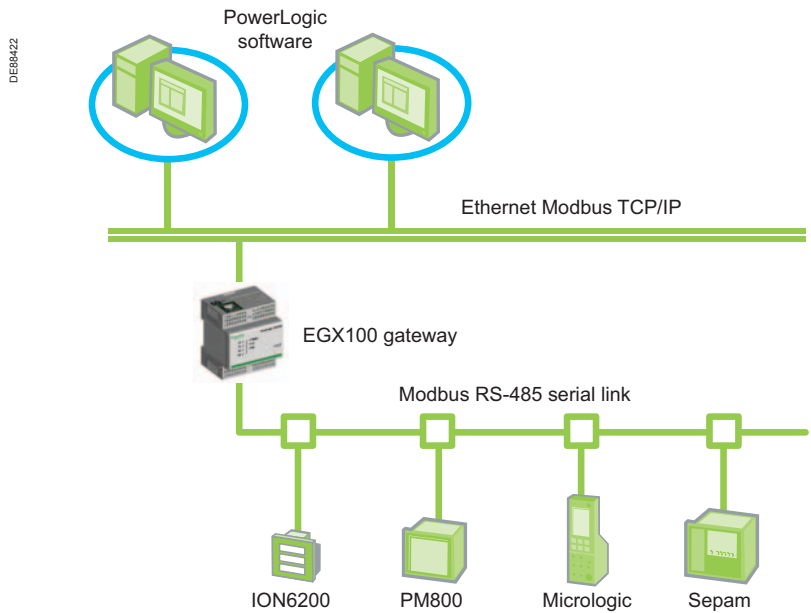 DE88422
PowerLogic
software
Ethernet Modbus TCP/IP
EGX100 gateway
Modbus RS-485 serial link
ION6200
PM800
Micrologic
Sepam